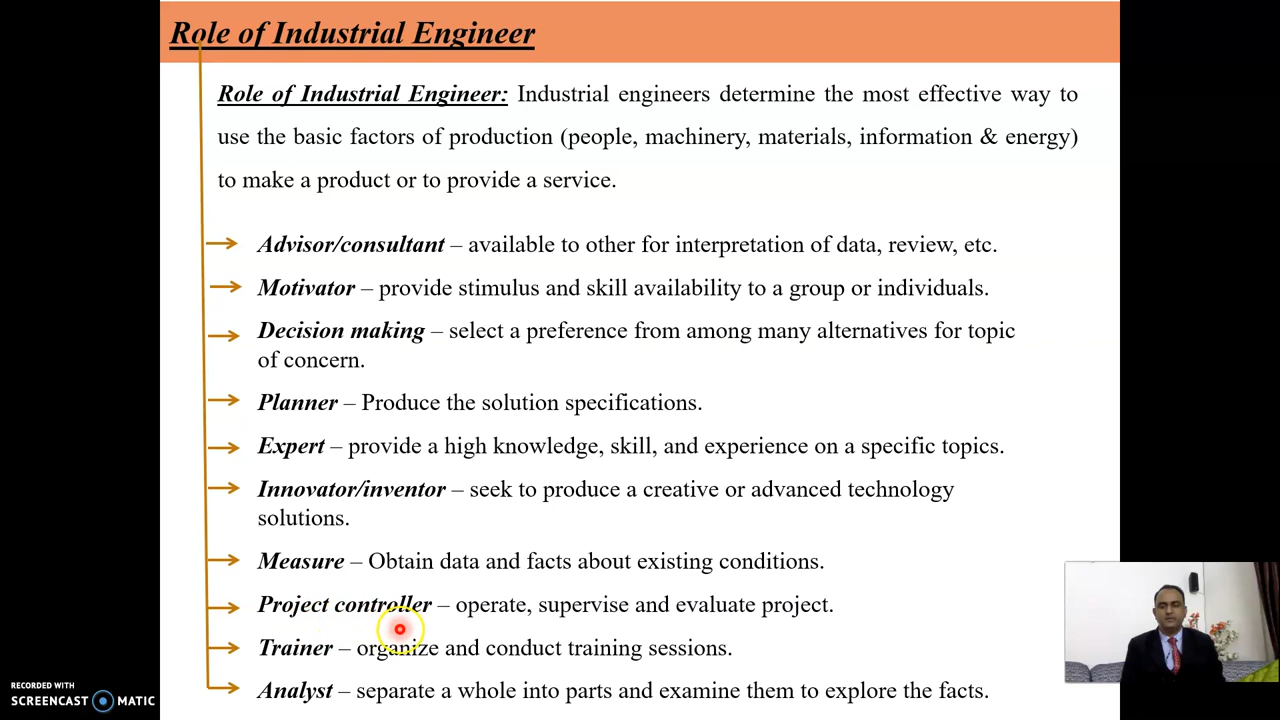 Role of Industrial Engineer
Role of Industrial Engineer: Industrial engineers determine the most effective way to
use the basic factors of production (people, machinery, materials, information & energy)
to make a product or to provide a service.
Advisor/consultant – available to other for interpretation of data, review, etc.
Motivator – provide stimulus and skill availability to a group or individuals.
Decision making – select a preference from among many alternatives for topic
of concern.
Planner – Produce the solution specifications.
Expert – provide a high knowledge, skill, and experience on a specific topics.
Innovator/inventor – seek to produce a creative or advanced technology
solutions.
Measure – Obtain data and facts about existing conditions.
Project controller – operate, supervise and evaluate project.
Trainer – organize and conduct training sessions.
Analyst – separate a whole into parts and examine them to explore the facts.
RECORDED WITH
SCREENCAST MATIC